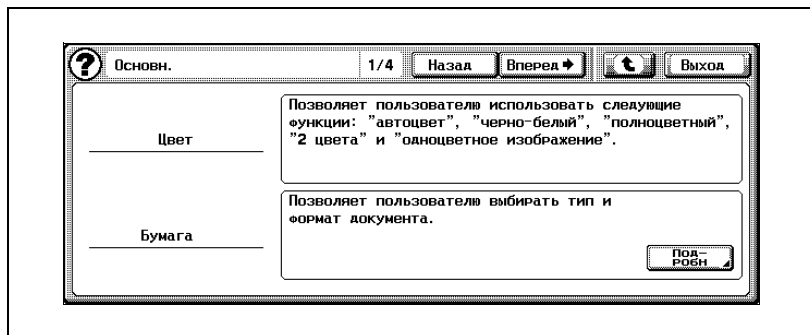 ?
Основн.
1/4
Назад
Вперед
Выход
Цвет
Позволяет пользователю использовать следующие
функции: "автоцвет", "черно-белый", "полноцветный",
"2 цвета" и "одноцветное изображение".
Бумага
Позволяет пользователю выбирать тип и
формат документа.
Под-
робн